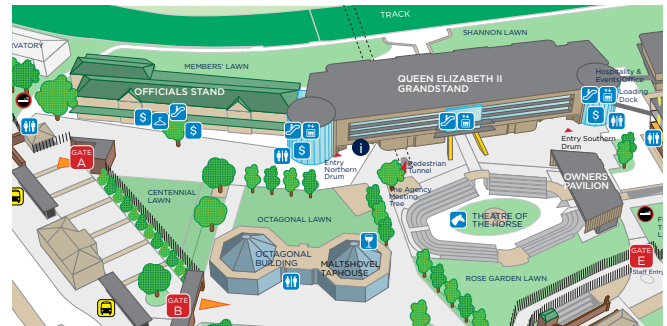 TRACK
SHANNON LAWN
MEMBERS' LAWN
QUEEN ELIZABETH II
GRANDSTAND
Hospitality &
Events Office
Loading
Dock
OFFICIALS STAND
$
$
$
$
GATE
A
i
Entry
Northern
Drum
Pedestrian
Tunnel
The Agency
Meeting
Tree
Entry Southern
Drum
OWNERS
PAVILION
CENTENNIAL
LAWN
OCTAGONAL LAWN
THEATRE OF
THE HORSE
OCTAGONAL
BUILDING
MALTSHOVEL
TAPHOUSE
ROSE GARDEN LAWN
GATE
E
Staff Entry
GATE
B